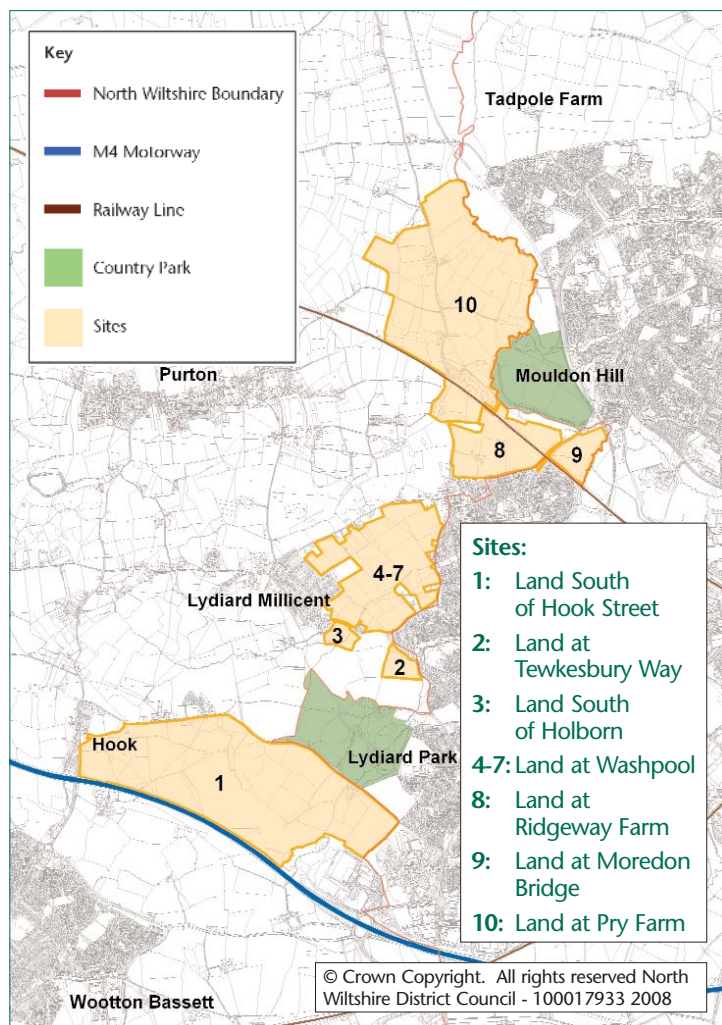 Key
North Wiltshire Boundary
M4 Motorway
Railway Line
Country Park
Sites
Tadpole Farm
10
Purton
Mouldon Hill
8
9
4-7
Lydiard Millicent
3
2
Hook
Lydiard Park
1
Wootton Bassett
Sites:
1: Land South
of Hook Street
2: Land at
Tewkesbury Way
3: Land South
of Holborn
4-7: Land at Washpool
8: Land at
Ridgeway Farm
9: Land at Moredon
Bridge
10: Land at Pry Farm
© Crown Copyright. All rights reserved North
Wiltshire District Council - 100017933 2008